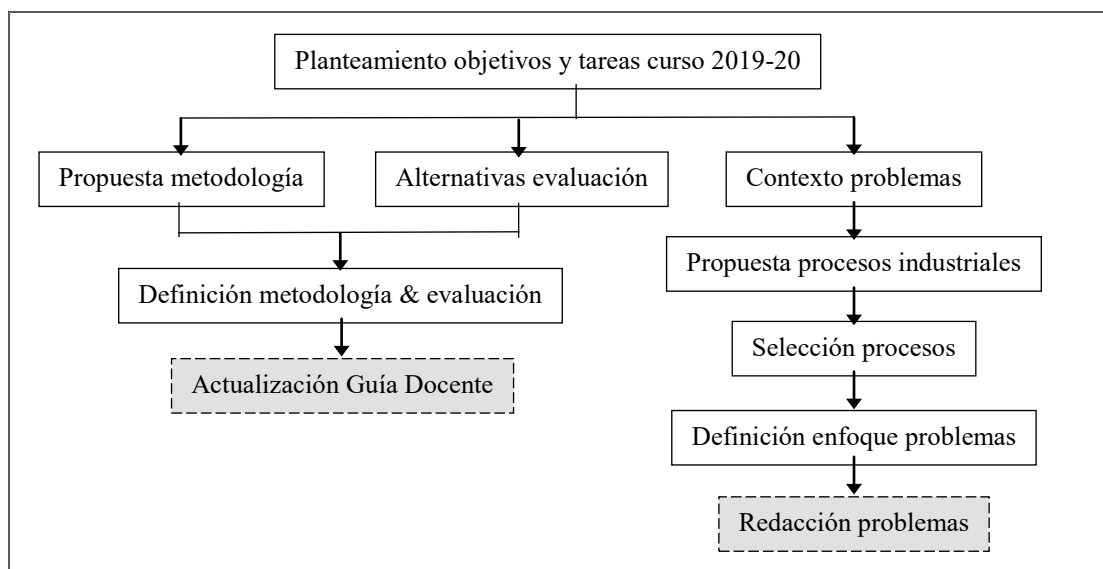 Planteamiento objetivos y tareas curso 2019-20
Propuesta metodología
Alternativas evaluación
Contexto problemas
Propuesta procesos industriales
Definición metodología & evaluación
Selección procesos
Actualización Guía Docente
Definición enfoque problemas
Redacción problemas